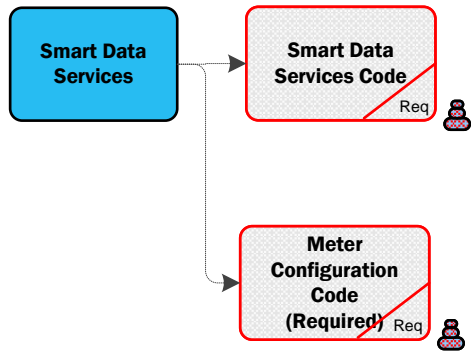 Smart Data
Services
Smart Data
Services Code
Req
Meter
Configuration
Code
(Required)
Req